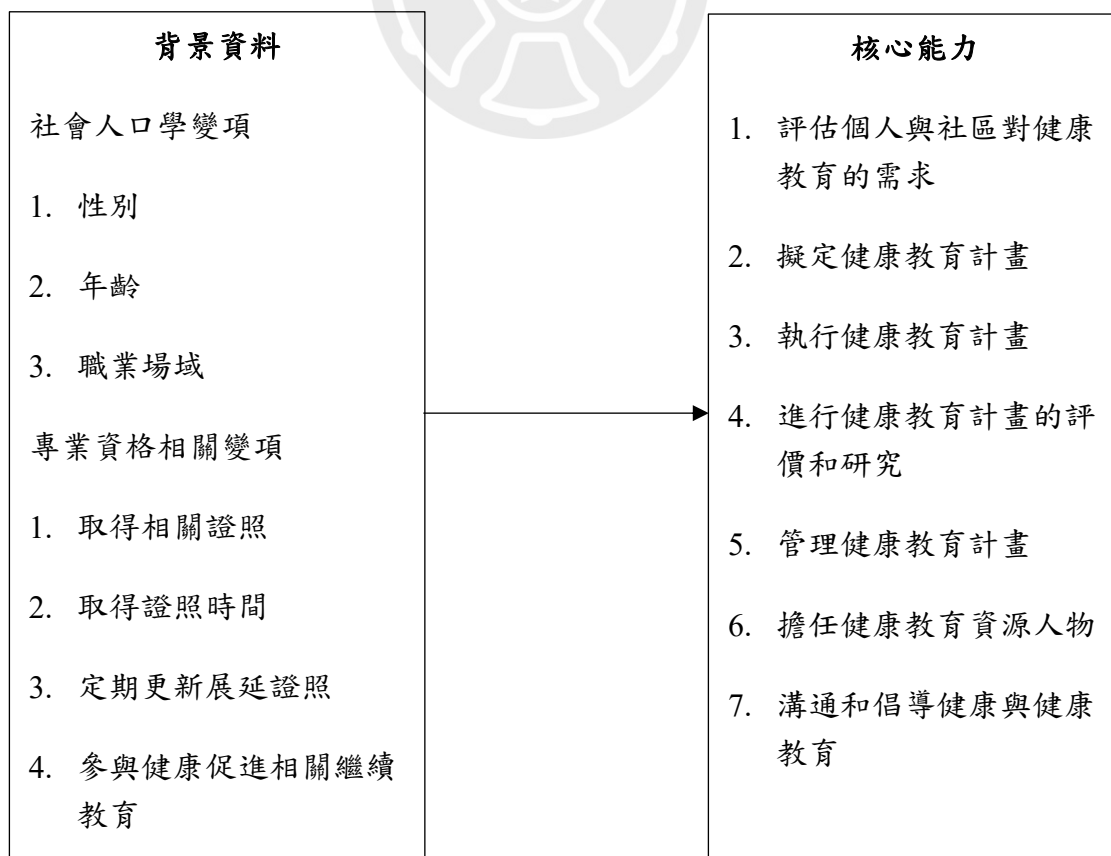 背景資料
社會人口學變項
1. 性別
2. 年齡
3. 職業場域
專業資格相關變項
1. 取得相關證照
2. 取得證照時間
3. 定期更新展延證照
4. 參與健康促進相關繼續
教育
核心能力
1. 評估個人與社區對健康
教育的需求
2. 擬定健康教育計畫
3. 執行健康教育計畫
4. 進行健康教育計畫的評
價和研究
5. 管理健康教育計畫
6. 擔任健康教育資源人物
7. 溝通和倡導健康與健康
教育